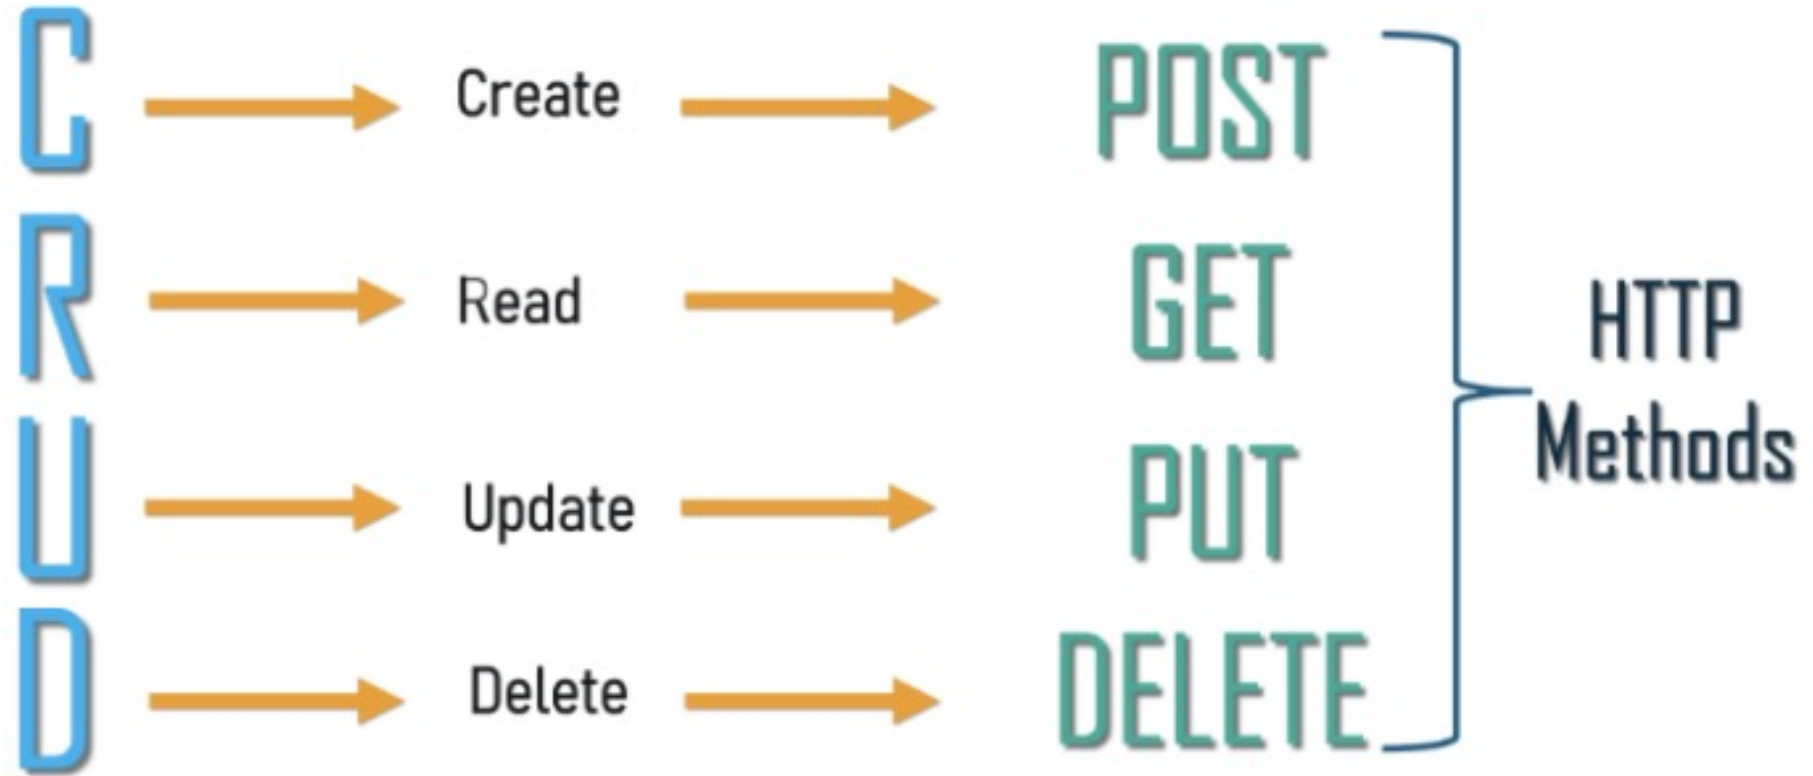 C Create POST
R Read GET
U Update PUT
D Delete DELETE
HTTP
Methods